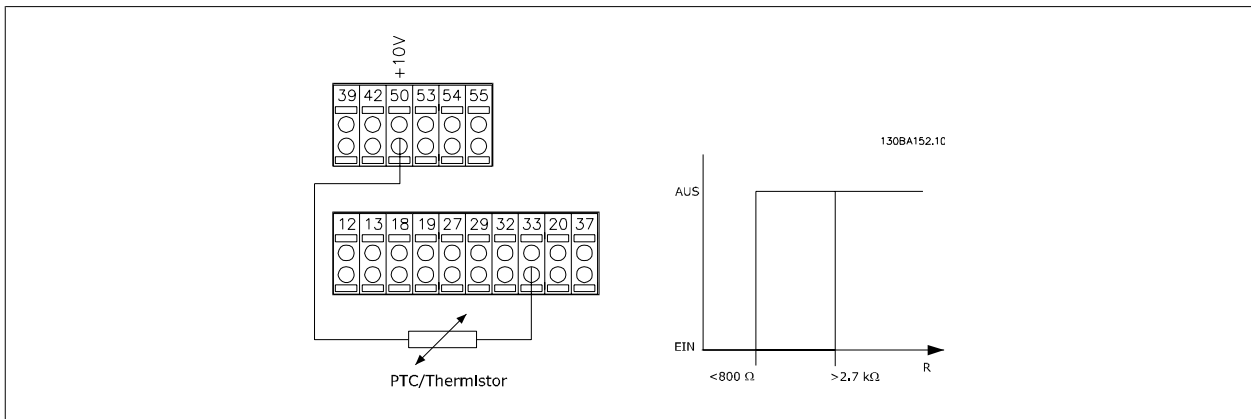 +10V
39 42 50 53 54 55
12 13 18 19 27 29 32 33 20 37
PTC/Thermistor
130BA152.10
AUS
EIN
<800 Ω >2.7 kΩ
R